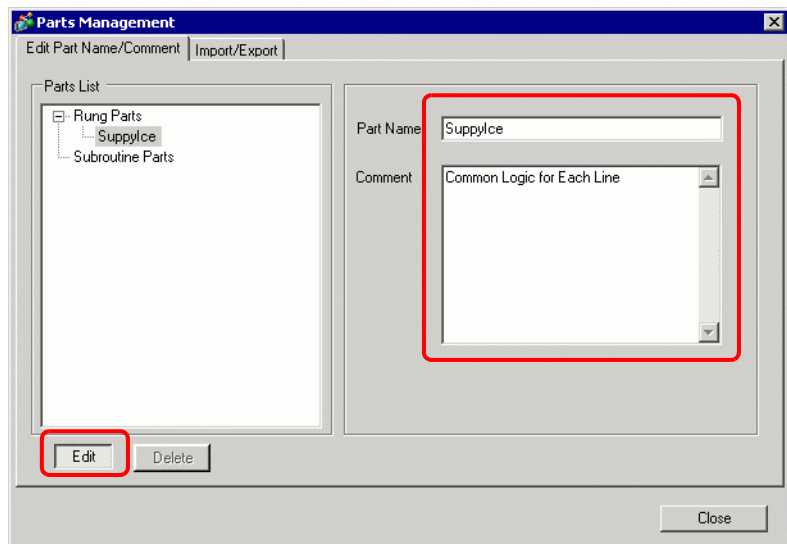 Parts Management
Edit Part Name/Comment
Import/Export
Parts List
Rung Parts
SuppyIce
Subroutine Parts
Part Name
SuppyIce
Comment
Common Logic for Each Line
Edit
Delete
Close